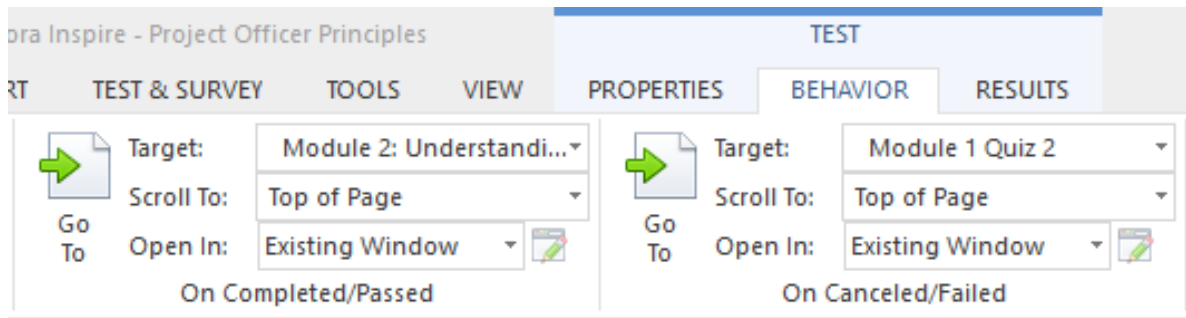 ora Inspire - Project Officer Principles
TEST
RT TEST & SURVEY TOOLS VIEW PROPERTIES BEHAVIOR RESULTS
Target: Module 2: Understandi... Target: Module 1 Quiz 2
Scroll To: Top of Page Scroll To: Top of Page
Go To Open In: Existing Window Go To Open In: Existing Window
On Completed/Passed On Canceled/Failed